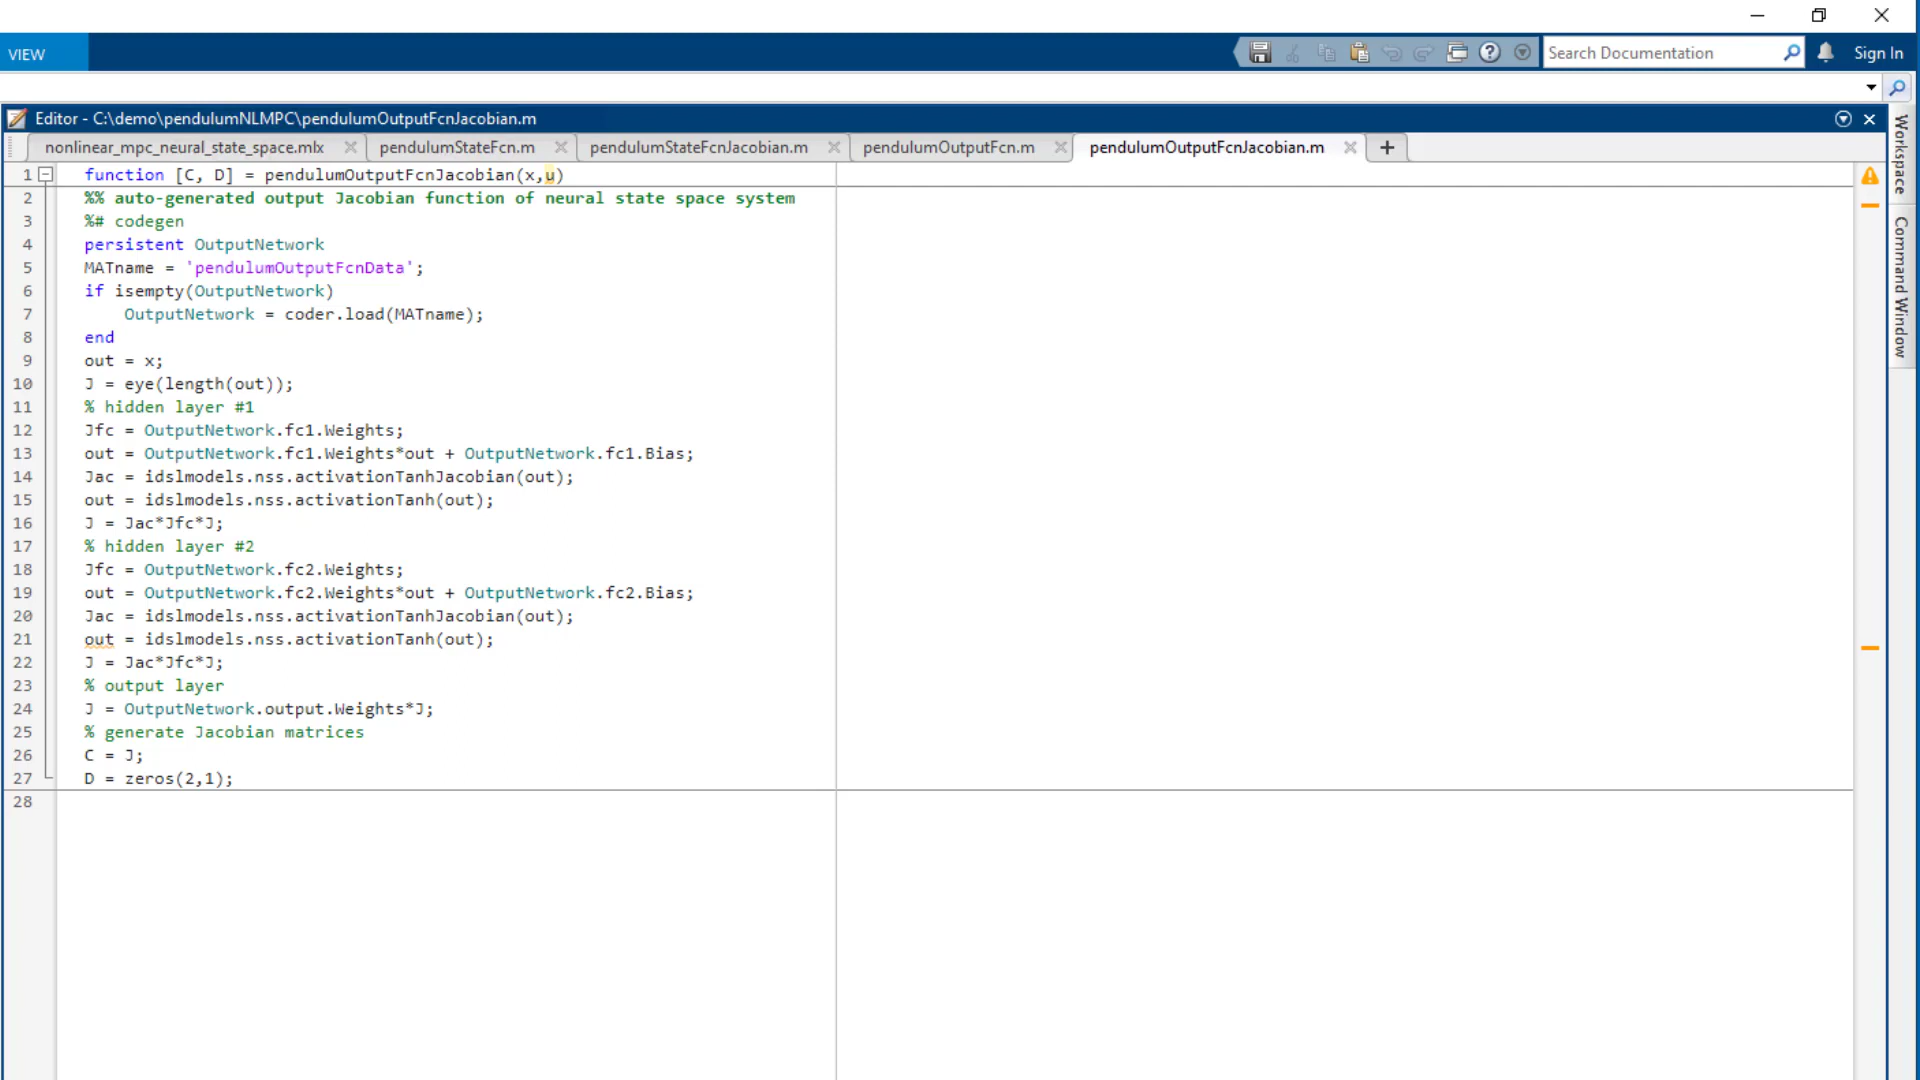 VIEW
Search Documentation
Sign In
Editor - C:\demo\pendulumNLMPC\pendulumOutputFcnJacobian.m
nonlinear_mpc_neural_state_space.mlx
pendulumStateFcn.m
pendulumStateFcnJacobian.m
pendulumOutputFcn.m
pendulumOutputFcnJacobian.m
Workspace
Command Window
1 function [C, D] = pendulumOutputFcnJacobian(x,u)
2 %% auto-generated output Jacobian function of neural state space system
3 %# codegen
4 persistent OutputNetwork
5 MATname = 'pendulumOutputFcnData';
6 if isempty(OutputNetwork)
7     OutputNetwork = coder.load(MATname);
8 end
9 out = x;
10 J = eye(length(out));
11 % hidden layer #1
12 Jfc = OutputNetwork.fc1.Weights;
13 out = OutputNetwork.fc1.Weights*out + OutputNetwork.fc1.Bias;
14 Jac = idslmodels.nss.activationTanhJacobian(out);
15 out = idslmodels.nss.activationTanh(out);
16 J = Jac*Jfc*J;
17 % hidden layer #2
18 Jfc = OutputNetwork.fc2.Weights;
19 out = OutputNetwork.fc2.Weights*out + OutputNetwork.fc2.Bias;
20 Jac = idslmodels.nss.activationTanhJacobian(out);
21 out = idslmodels.nss.activationTanh(out);
22 J = Jac*Jfc*J;
23 % output layer
24 J = OutputNetwork.output.Weights*J;
25 % generate Jacobian matrices
26 C = J;
27 D = zeros(2,1);
28